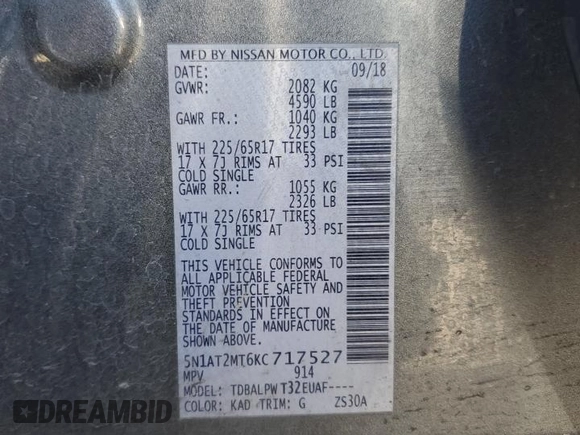 MFD BY NISSAN MOTOR CO., LTD.
DATE: 09/18
GVWR: 2082 KG
4590 LB
GAWR FR.: 1040 KG
2293 LB
WITH 225/65R17 TIRES
17 X 7J RIMS AT 33 PSI
COLD SINGLE
GAWR RR.: 1055 KG
2326 LB
WITH 225/65R17 TIRES
17 X 7J RIMS AT 33 PSI
COLD SINGLE
THIS VEHICLE CONFORMS TO
ALL APPLICABLE FEDERAL
MOTOR VEHICLE SAFETY AND
THEFT PREVENTION
STANDARDS IN EFFECT ON
THE DATE OF MANUFACTURE
SHOWN ABOVE.
5N1AT2MT6KC717527
MPV 914
MODEL: TDBALPW T32EUAF----
COLOR: KAD TRIM: G ZS30A
DEALERS CLUB